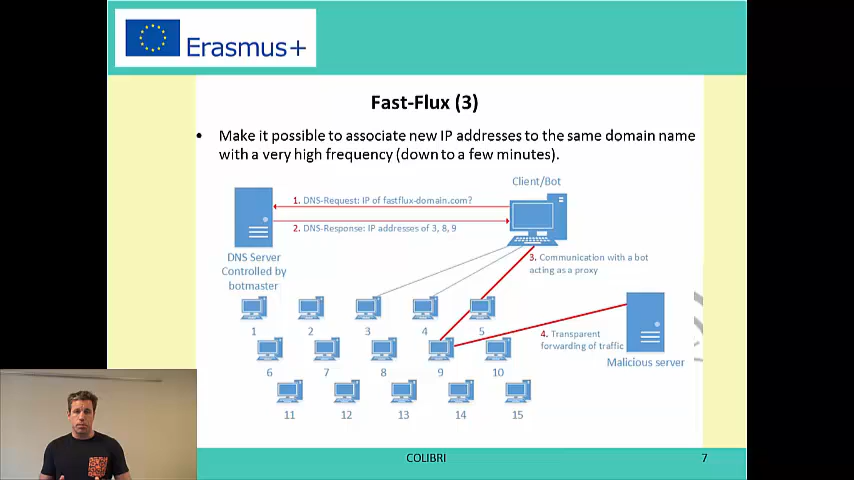 Erasmus+
Fast-Flux (3)
• Make it possible to associate new IP addresses to the same domain name
with a very high frequency (down to a few minutes).
Client/Bot
1. DNS-Request: IP of fastflux-domain.com?
2. DNS-Response: IP addresses of 3, 8, 9
DNS Server
Controlled by
botmaster
3. Communication with a bot
acting as a proxy
1 2 3 4 5
4. Transparent
forwarding of traffic
Malicious server
6 7 8 9 10
11 12 13 14 15
COLIBRI
7